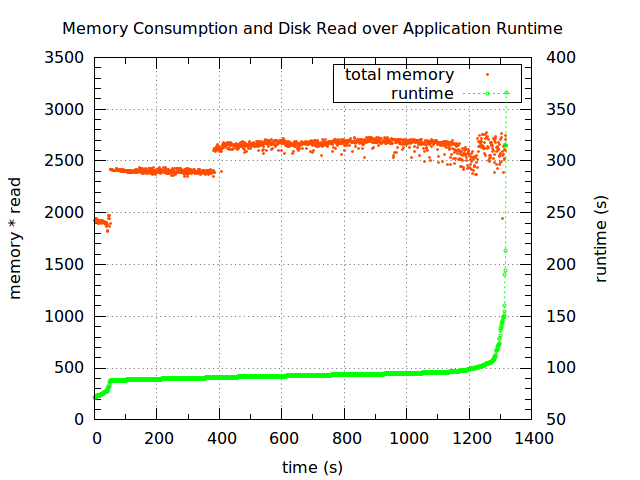 Memory Consumption and Disk Read over Application Runtime
3500 400
total memory
3000 350
runtime
2500 300
memory * read
2000 250
runtime (s)
1500 200
1000 150
500 100
0 50
0 200 400 600 800 1000 1200 1400
time (s)